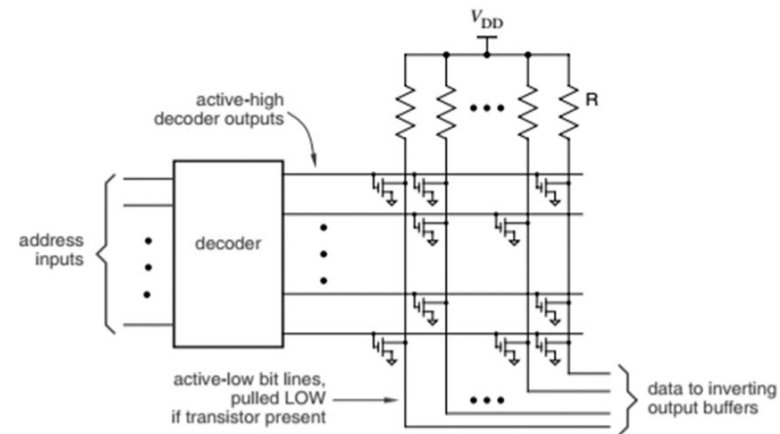 VDD
R
active-high
decoder outputs
address
inputs
decoder
active-low bit lines,
pulled LOW
if transistor present
data to inverting
output buffers